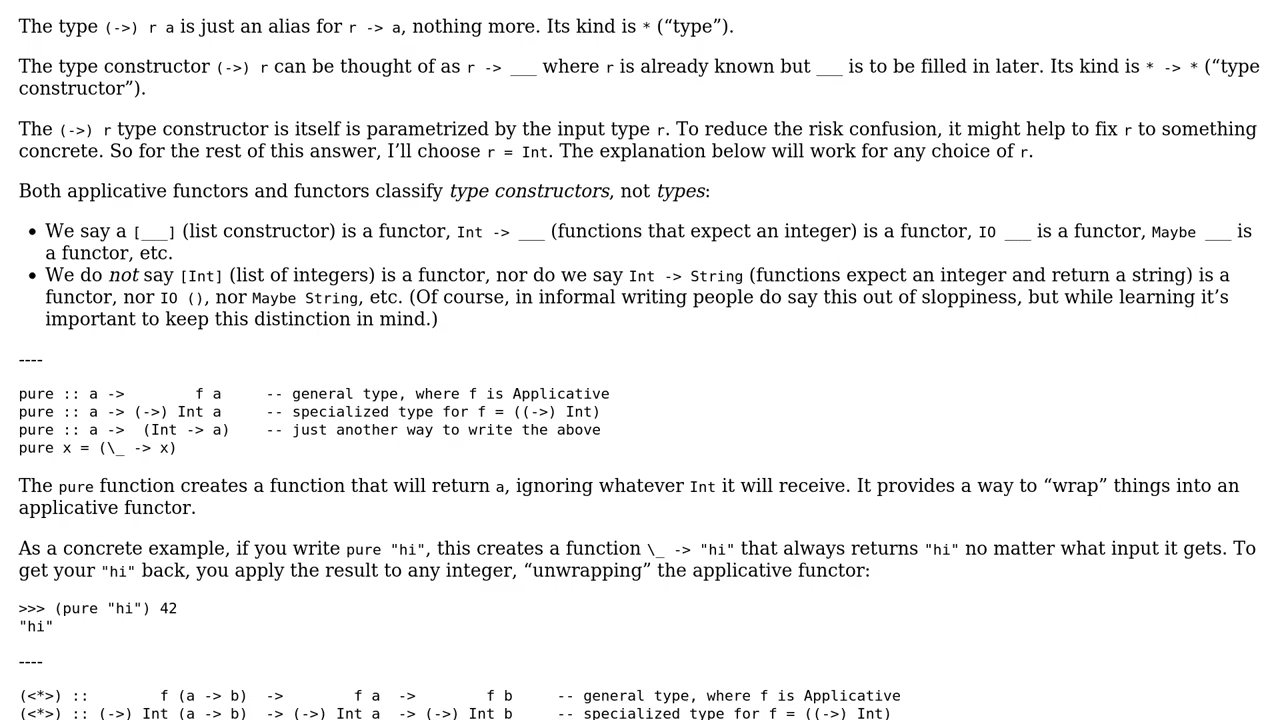 The type (->) r a is just an alias for r -> a, nothing more. Its kind is * (“type”).
The type constructor (->) r can be thought of as r -> ___ where r is already known but ___ is to be filled in later. Its kind is * -> * (“type
constructor”).
The (->) r type constructor is itself is parametrized by the input type r. To reduce the risk confusion, it might help to fix r to something
concrete. So for the rest of this answer, I’ll choose r = Int. The explanation below will work for any choice of r.
Both applicative functors and functors classify type constructors, not types:
• We say a [___] (list constructor) is a functor, Int -> ___ (functions that expect an integer) is a functor, IO ___ is a functor, Maybe ___ is
a functor, etc.
• We do not say [Int] (list of integers) is a functor, nor do we say Int -> String (functions expect an integer and return a string) is a
functor, nor IO (), nor Maybe String, etc. (Of course, in informal writing people do say this out of sloppiness, but while learning it’s
important to keep this distinction in mind.)
----
pure :: a ->        f a     -- general type, where f is Applicative
pure :: a -> (->) Int a     -- specialized type for f = ((->) Int)
pure :: a ->  (Int -> a)    -- just another way to write the above
pure x = (\_ -> x)
The pure function creates a function that will return a, ignoring whatever Int it will receive. It provides a way to “wrap” things into an
applicative functor.
As a concrete example, if you write pure "hi", this creates a function \_ -> "hi" that always returns "hi" no matter what input it gets. To
get your "hi" back, you apply the result to any integer, “unwrapping” the applicative functor:
>>> (pure "hi") 42
"hi"
----
(<*>) ::        f (a -> b)  ->        f a  ->        f b     -- general type, where f is Applicative
(<*>) :: (->) Int (a -> b)  -> (->) Int a  -> (->) Int b     -- specialized type for f = ((->) Int)